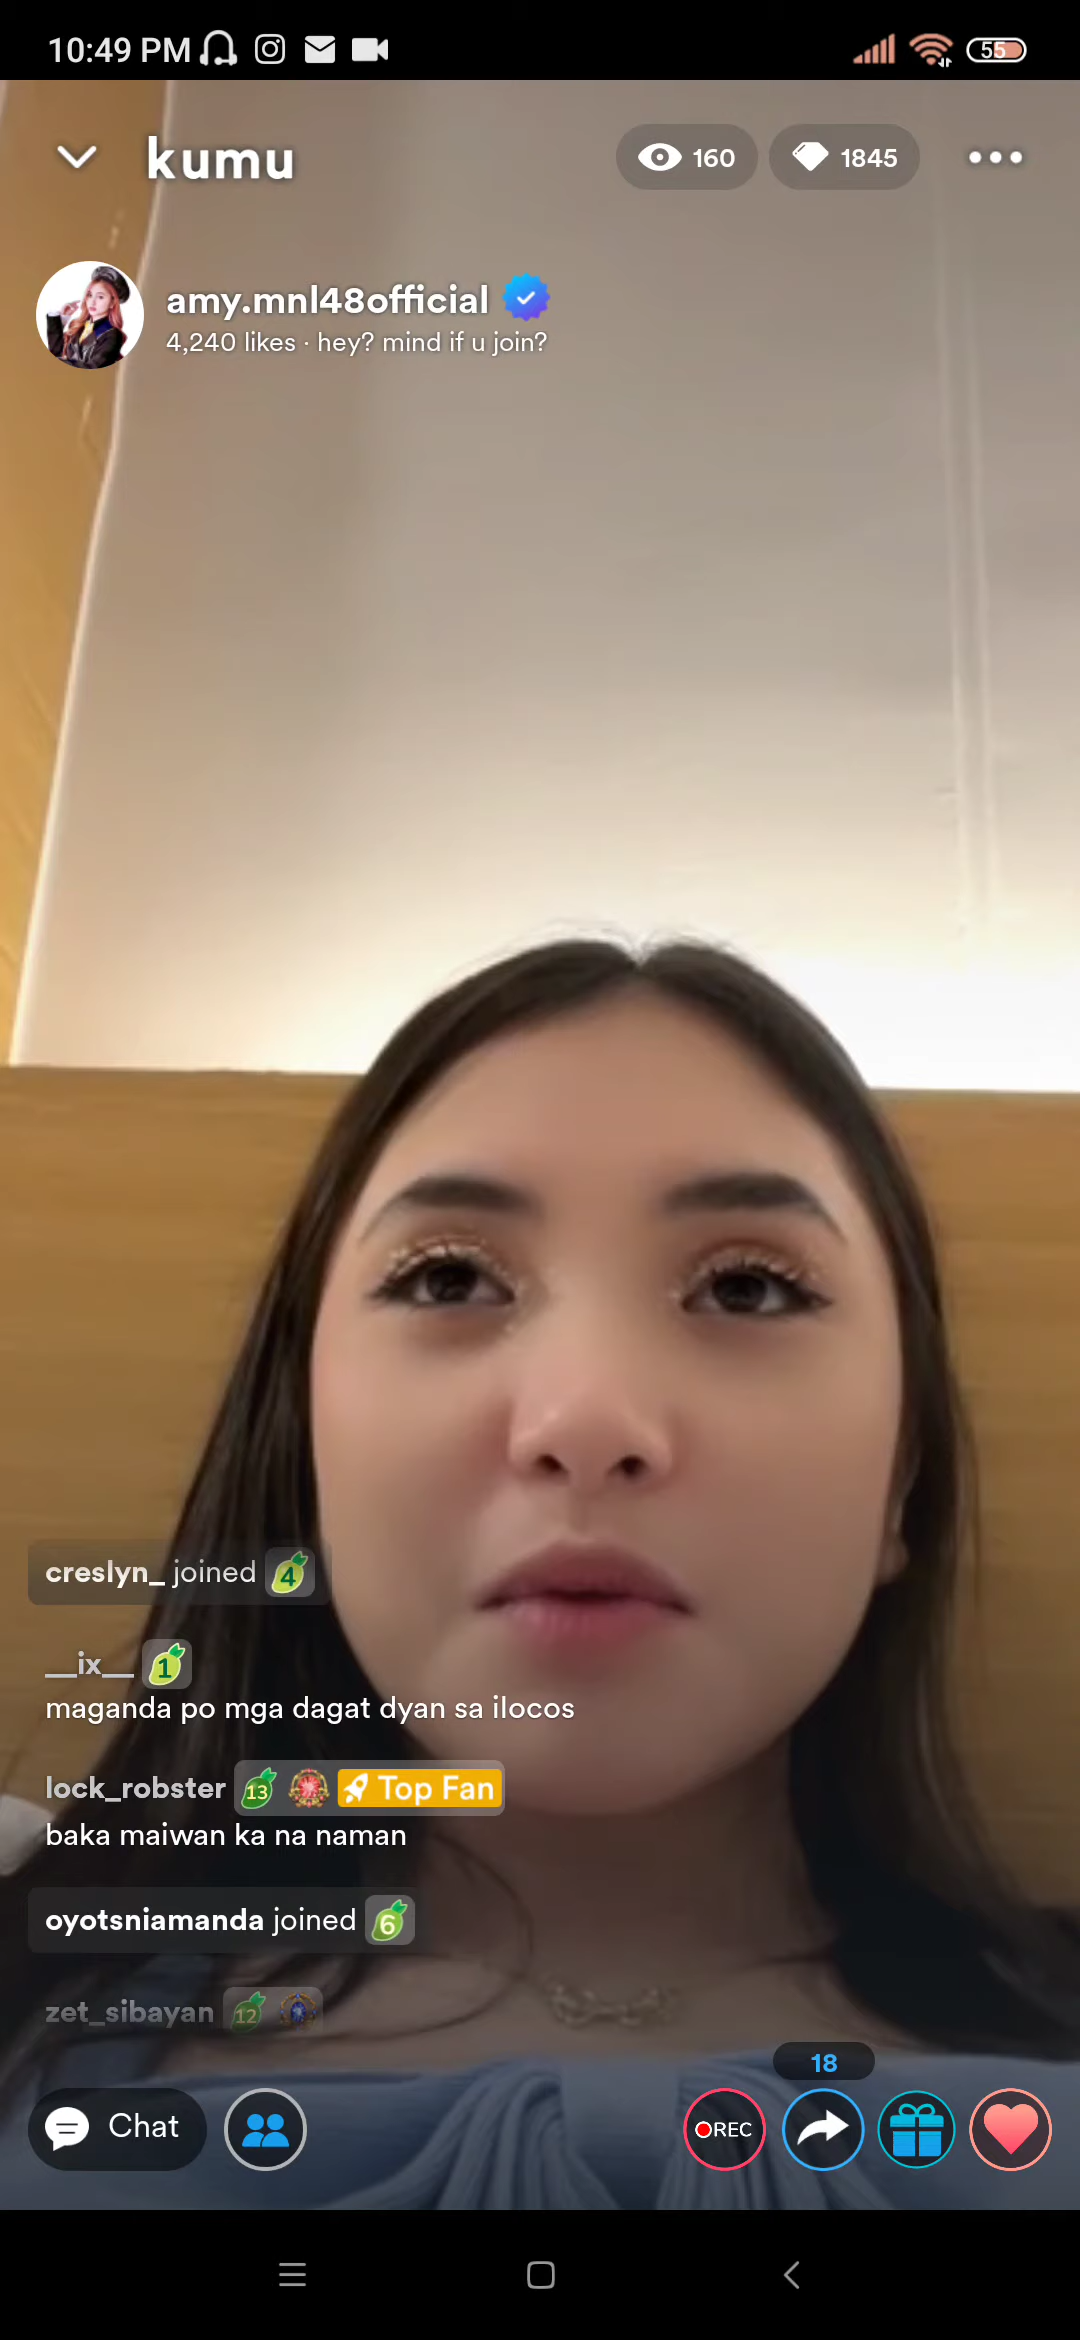 10:49 PM 55
kumu 160 1845
amy.mnl48official
4,240 likes · hey? mind if u join?
creslyn_ joined 4
__ix__ 1
maganda po mga dagat dyan sa ilocos
lock_robster 13 Top Fan
baka maiwan ka na naman
oyotsniamanda joined 6
zet_sibayan 12
18
Chat REC